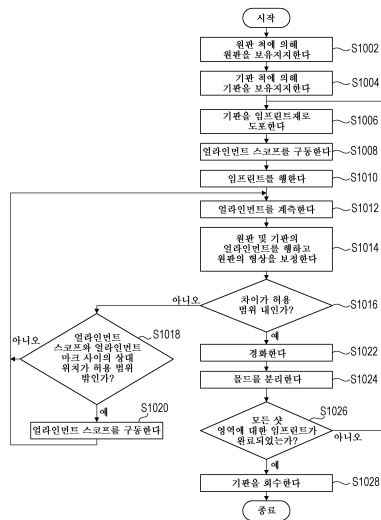 시작
원판 척에 의해
원판을 보유지지한다
S1002
기판 척에 의해
기판을 보유지지한다
S1004
기판을 임프린트재로
도포한다
S1006
얼라인먼트 스코프를 구동한다
S1008
임프린트를 행한다
S1010
얼라인먼트를 계측한다
S1012
원판 및 기판의
얼라인먼트를 행하고
원판의 형상을 보정한다
S1014
차이가 허용
범위 내인가?
S1016
아니오
예
얼라인먼트
스코프와 얼라인먼트
마크 사이의 상대
위치가 허용 범위
밖인가?
S1018
아니오
예
얼라인먼트 스코프를 구동한다
S1020
경화한다
S1022
몰드를 분리한다
S1024
모든 샷
영역에 대한 임프린트가
완료되었는가?
S1026
아니오
예
기판을 회수한다
S1028
종료